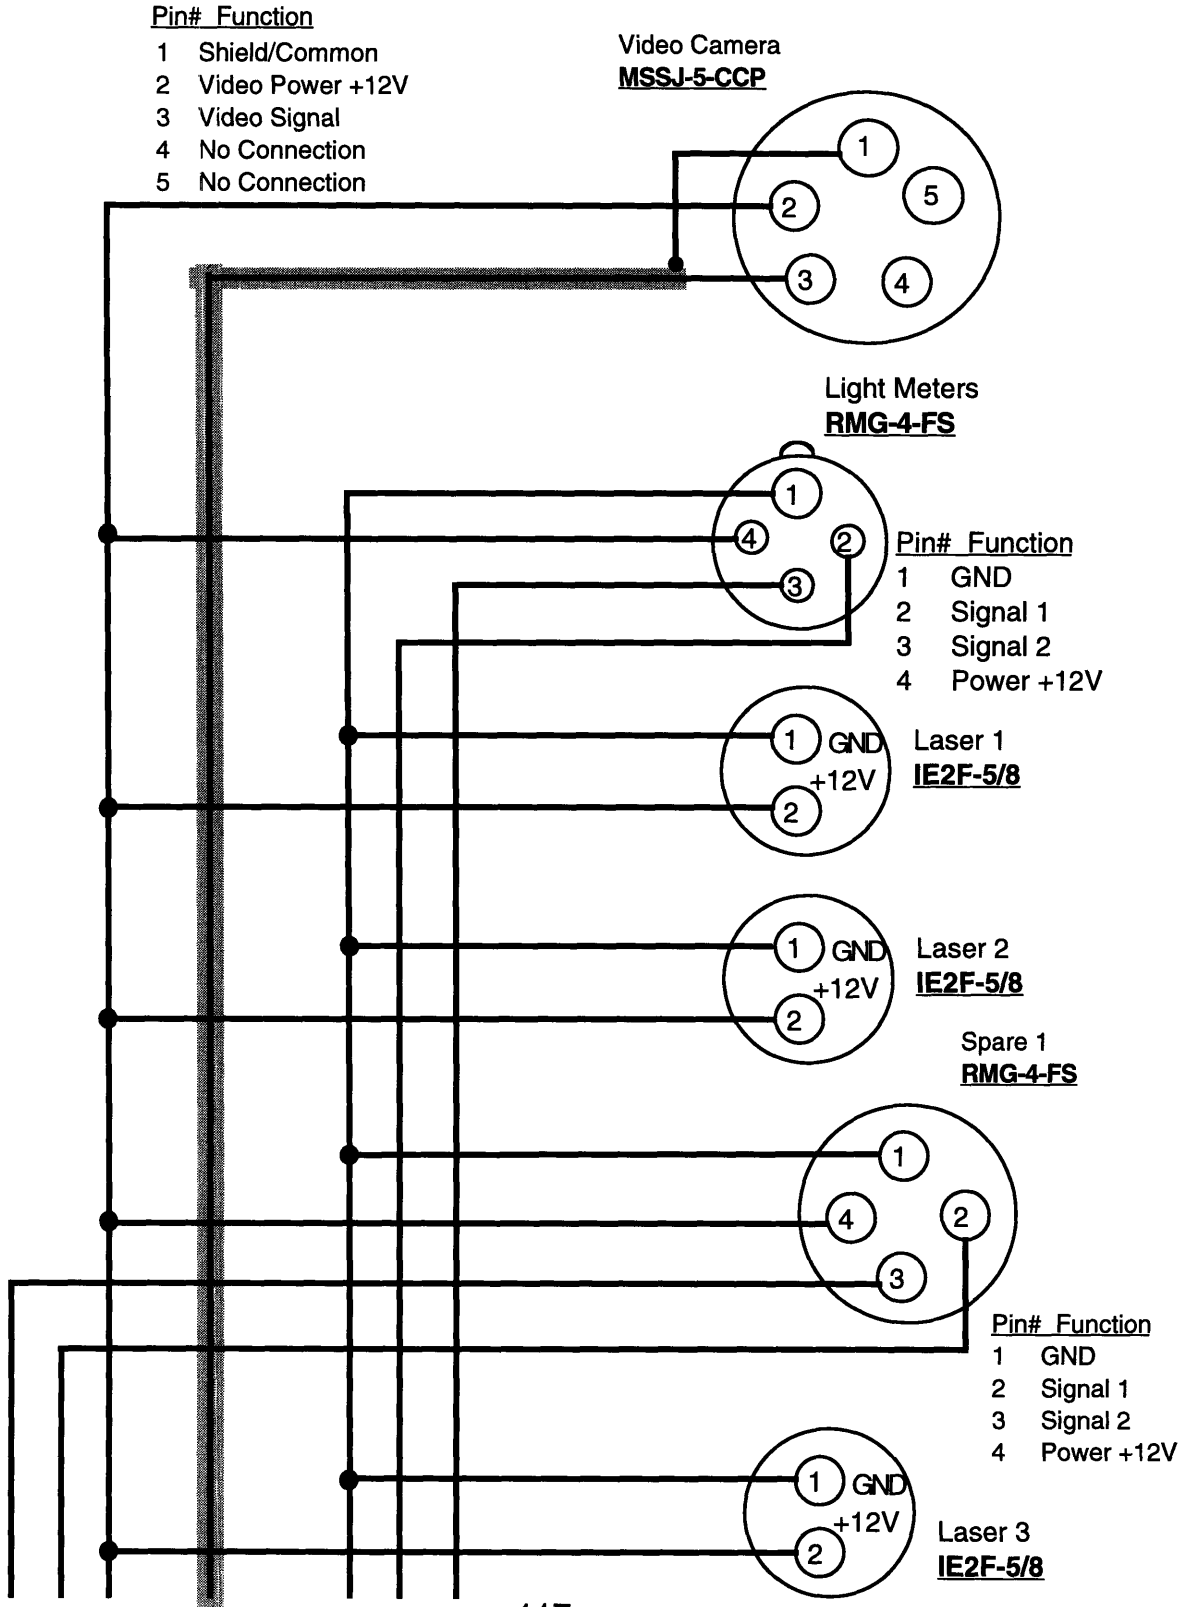 Pin# Function
1 Shield/Common
2 Video Power +12V
3 Video Signal
4 No Connection
5 No Connection
Video Camera
MSSJ-5-CCP
1
2
5
3
4
Light Meters
RMG-4-FS
1
4
2
3
Pin# Function
1 GND
2 Signal 1
3 Signal 2
4 Power +12V
1 GND
+12V
2
Laser 1
IE2F-5/8
1 GND
+12V
2
Laser 2
IE2F-5/8
Spare 1
RMG-4-FS
1
4
2
3
Pin# Function
1 GND
2 Signal 1
3 Signal 2
4 Power +12V
1 GND
+12V
2
Laser 3
IE2F-5/8